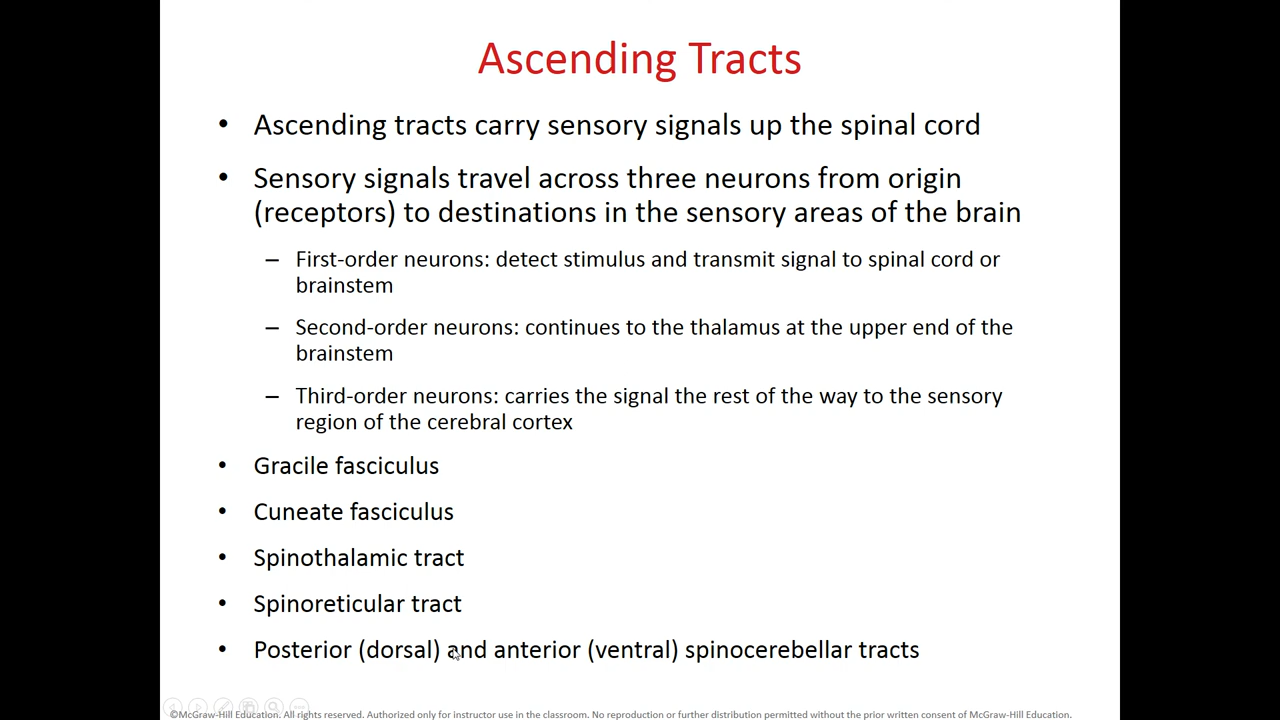 Ascending Tracts
• Ascending tracts carry sensory signals up the spinal cord
• Sensory signals travel across three neurons from origin
(receptors) to destinations in the sensory areas of the brain
– First-order neurons: detect stimulus and transmit signal to spinal cord or
brainstem
– Second-order neurons: continues to the thalamus at the upper end of the
brainstem
– Third-order neurons: carries the signal the rest of the way to the sensory
region of the cerebral cortex
• Gracile fasciculus
• Cuneate fasciculus
• Spinothalamic tract
• Spinoreticular tract
• Posterior (dorsal) and anterior (ventral) spinocerebellar tracts
©McGraw-Hill Education. All rights reserved. Authorized only for instructor use in the classroom. No reproduction or further distribution permitted without the prior written consent of McGraw-Hill Education.